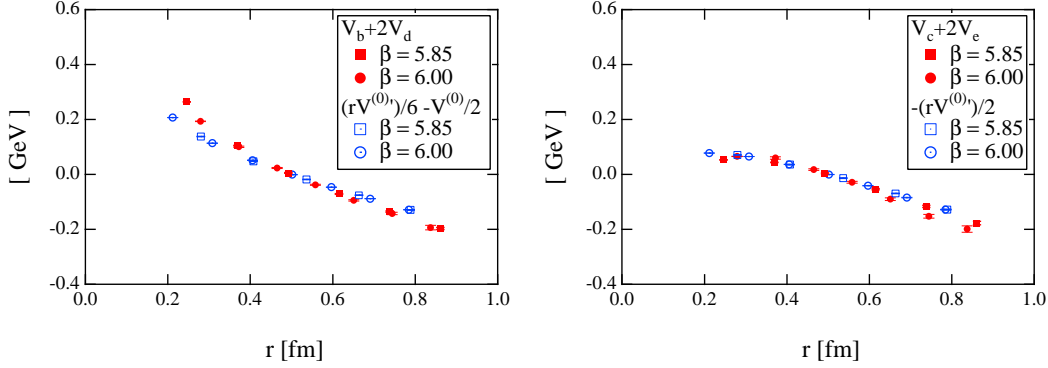 0.6
0.4
0.2
0.0
-0.2
-0.4
[ GeV ]
0.0 0.2 0.4 0.6 0.8 1.0
r [fm]
V_b+2V_d
β = 5.85
β = 6.00
(rV^(0)')/6 -V^(0)/2
β = 5.85
β = 6.00
0.6
0.4
0.2
0.0
-0.2
-0.4
[ GeV ]
0.0 0.2 0.4 0.6 0.8 1.0
r [fm]
V_c+2V_e
β = 5.85
β = 6.00
-(rV^(0)')/2
β = 5.85
β = 6.00